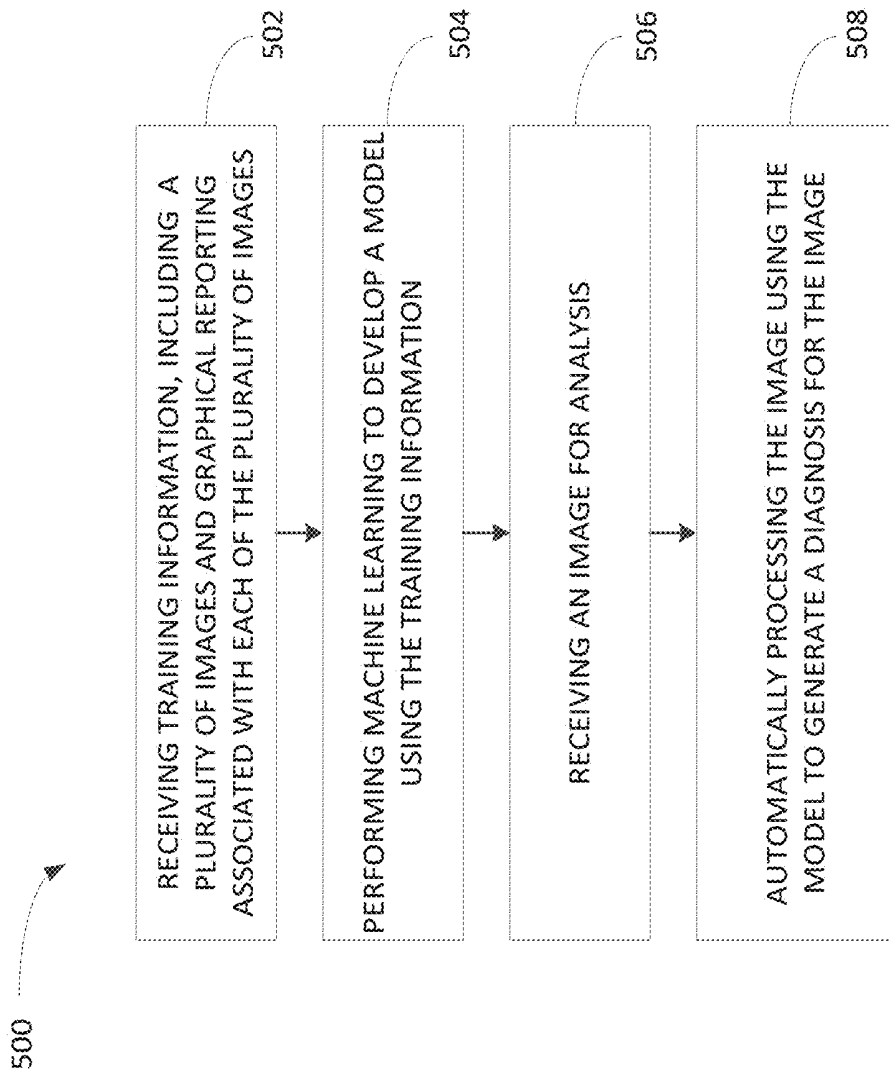 500
RECEIVING TRAINING INFORMATION, INCLUDING A
PLURALITY OF IMAGES AND GRAPHICAL REPORTING
ASSOCIATED WITH EACH OF THE PLURALITY OF IMAGES
502
PERFORMING MACHINE LEARNING TO DEVELOP A MODEL
USING THE TRAINING INFORMATION
504
RECEIVING AN IMAGE FOR ANALYSIS
506
AUTOMATICALLY PROCESSING THE IMAGE USING THE
MODEL TO GENERATE A DIAGNOSIS FOR THE IMAGE
508